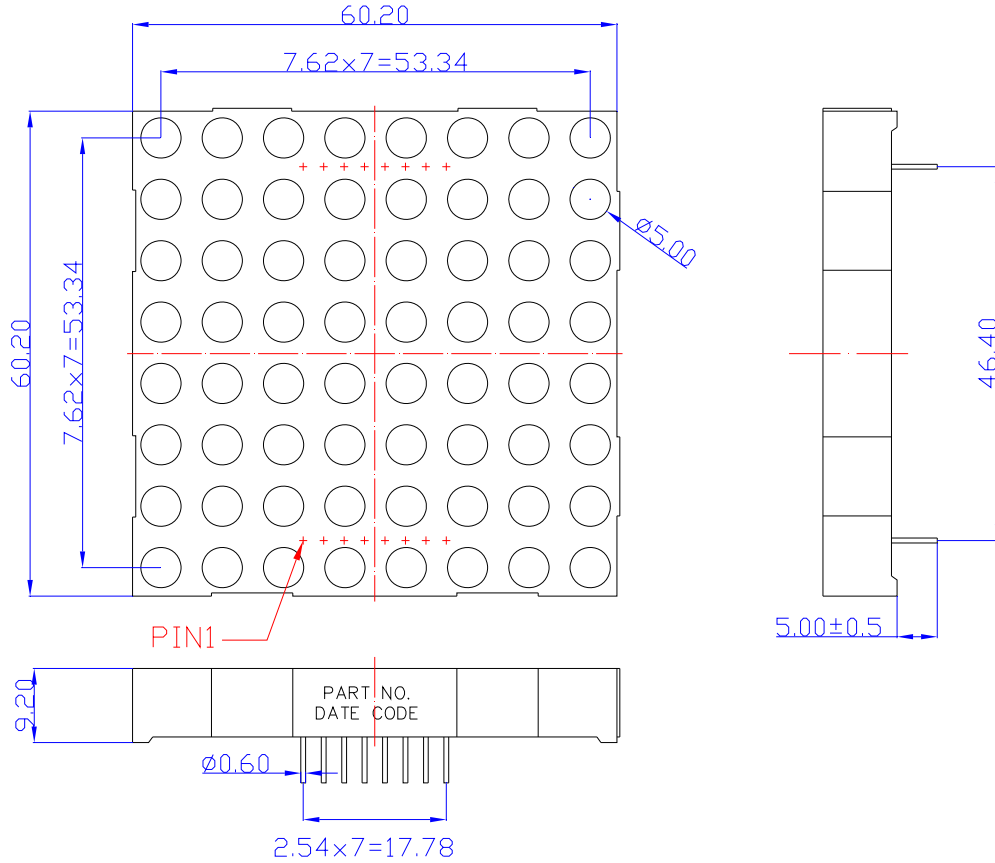 60.20
7.62x7=53.34
Ø5.00
60.20
7.62x7=53.34
46.40
PIN1
5.00±0.5
9.20
PART NO.
DATE CODE
Ø0.60
2.54x7=17.78